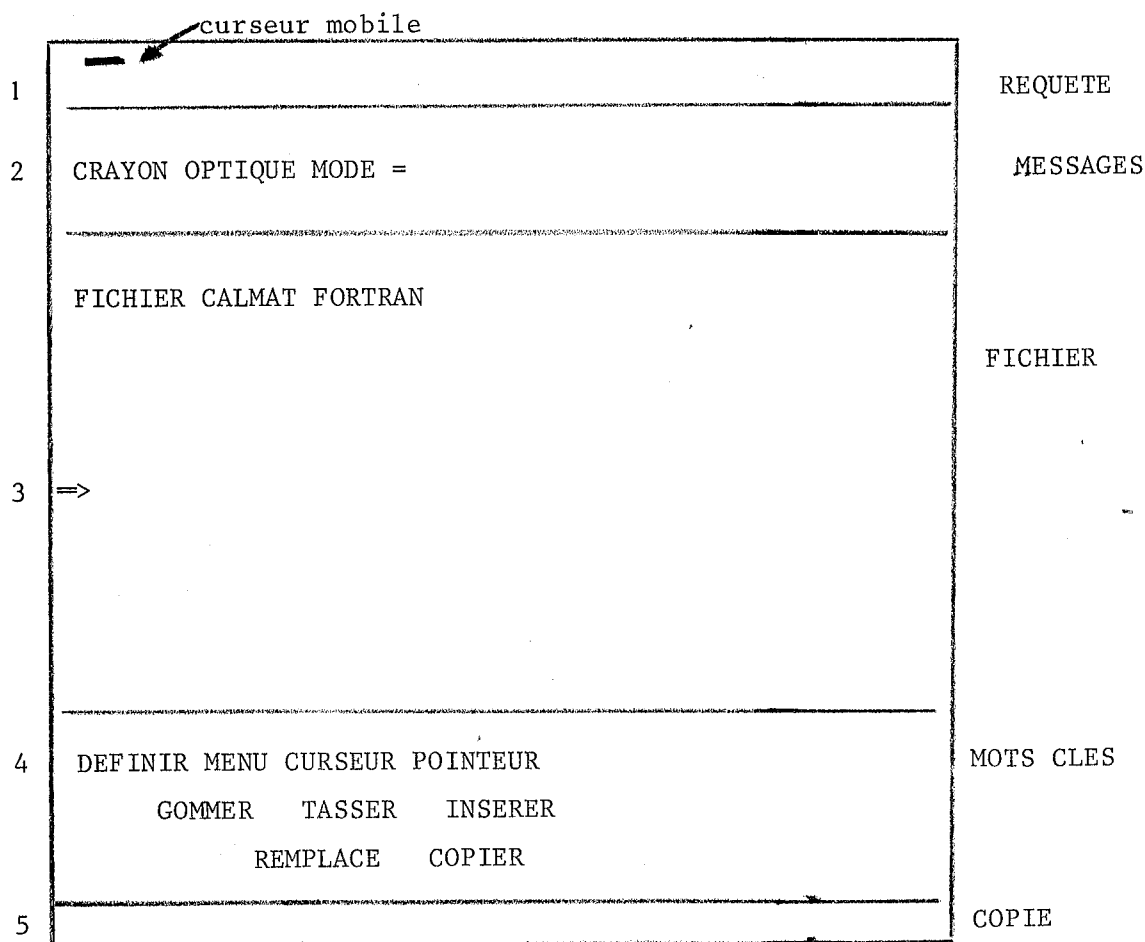 curseur mobile
1 REQUETE
2 CRAYON OPTIQUE MODE = MESSAGES
FICHIER CALMAT FORTRAN
FICHIER
3 =>
4 DEFINIR MENU CURSEUR POINTEUR MOTS CLES
GOMMER TASSER INSERER
REMPLACE COPIER
5 COPIE